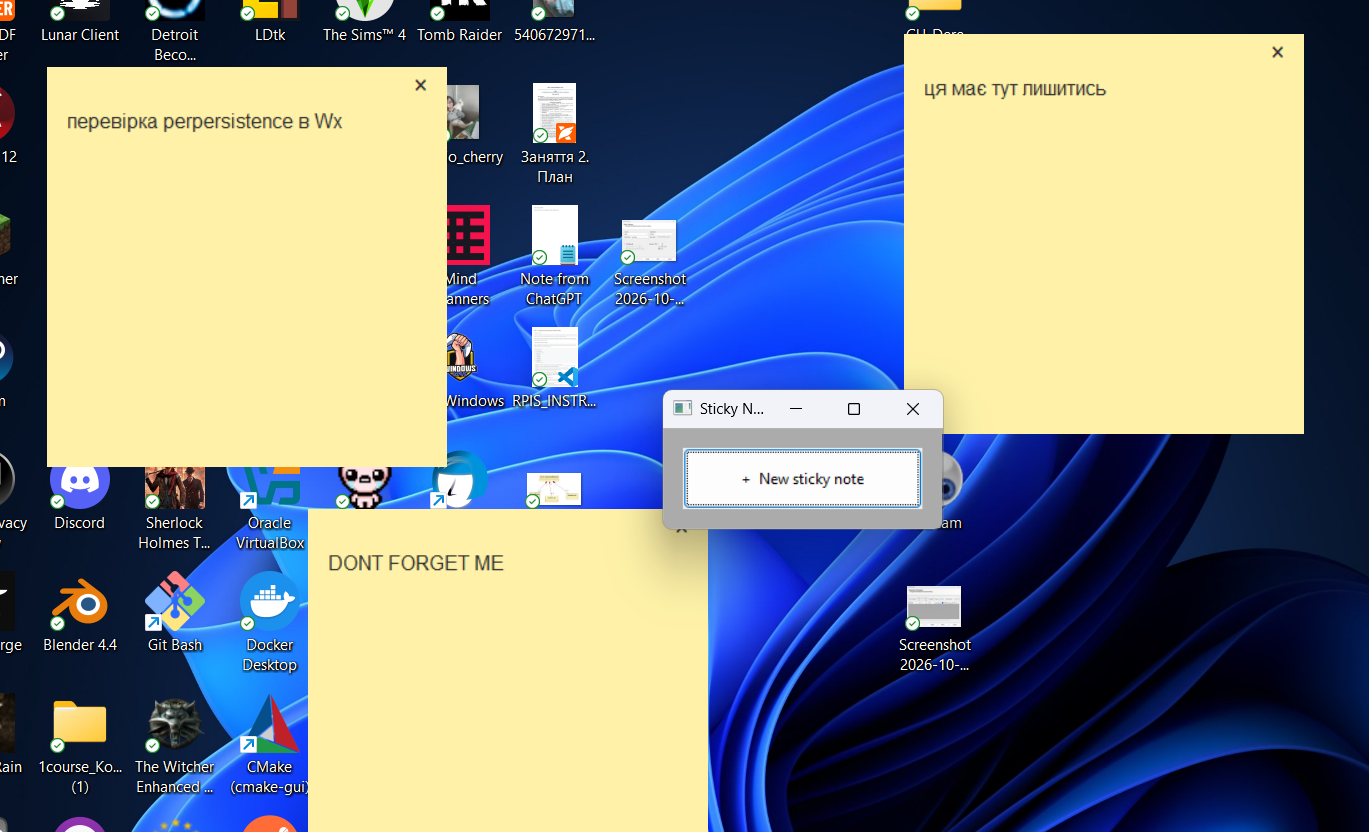 Lunar Client
Detroit
Beco...
LDtk
The Sims™ 4
Tomb Raider
540672971...
перевірка perpersistence в Wx
ця має тут лишитись
12
o_cherry
Заняття 2.
План
Mind
anners
Note from
ChatGPT
Screenshot
2026-10-...
Windows
RPIS_INSTR...
Sticky N...
+ New sticky note
Discord
Sherlock
Holmes T...
Oracle
VirtualBox
am
DONT FORGET ME
Blender 4.4
Git Bash
Docker
Desktop
Screenshot
2026-10-...
1course_Ko...
(1)
The Witcher
Enhanced ...
CMake
(cmake-gui)